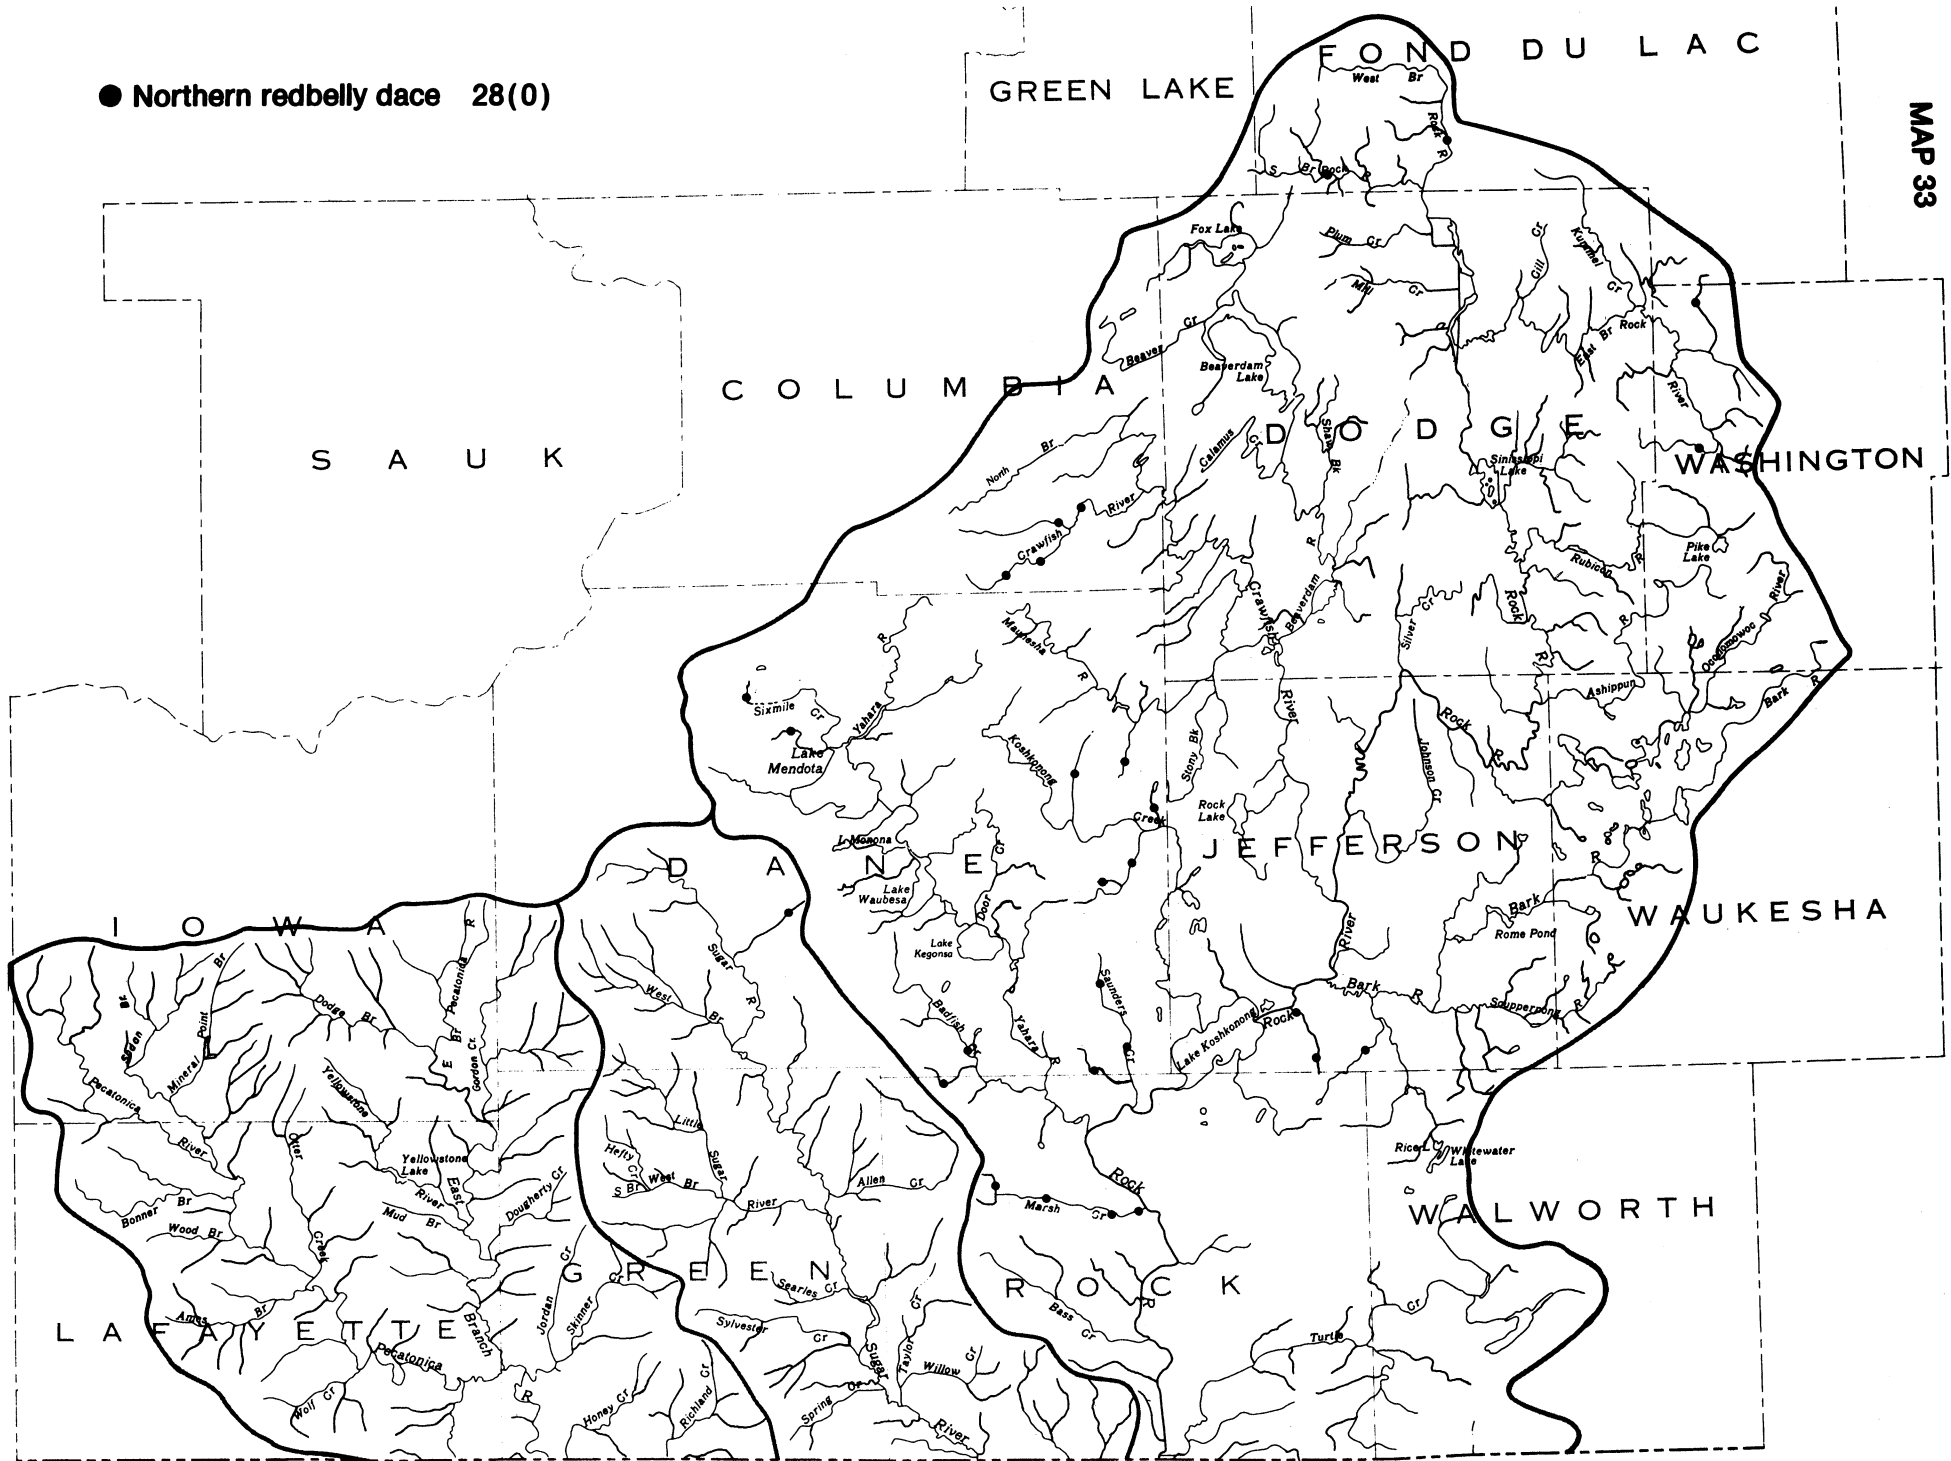 Northern redbelly dace 28(0)
MAP 33
FOND DU LAC
GREEN LAKE
West Br
Rock R
S Br Rock R
Fox Lake
Plum Cr
Mill Cr
Gill Cr
Kummel Cr
East Br Rock
River
Beaver Cr
Beaverdam
Lake
COLUMBIA
SAUK
DODGE
WASHINGTON
North Br
Calamus Cr
Shaw Bk
Sinissippi
Lake
Crawfish River
Pike
Lake
Rubicon R
R
Crawfish
Beaverdam
Silver Cr
Rock
R
R
Oconomowoc River
Maunesha
R
R
Yahara
Sixmile Cr
Lake
Mendota
River
Ashippun
Bark R
Rock
R
Koshkonong
Creek
Stony Bk
Johnson Cr
Rock
Lake
L Monona
JEFFERSON
DANE
Lake
Waubesa
Door Cr
Lake
Kegonsa
R
Bark
Rome Pond
WAUKESHA
IOWA
River
Sugar
R
West
Br
Pecatonica R
E Br
Gordon Cr
Dodge Br
Br
Mineral Point
Sudan
Br
Saunders
Cr
Badfish
Cr
Yahara
R
Bark R
Scuppernong R
Rock
Lake Koshkonong
Pecatonica
River
Yellowstone
Otter
Creek
Yellowstone
Lake
River
East
Branch
Little
Sugar
Hefty Cr
S Br
West Br
River
Allen Cr
Bonner Br
Wood Br
Mud Br
Dougherty Cr
Rice L
Whitewater
Lake
Rock
R
Marsh Cr
WALWORTH
GREEN
Searles Cr
Cr
Jordan
Skinner
Cr
ROCK
Bass
Cr
Turtle
Cr
LAFAYETTE
Ames Br
Pecatonica
R
Sylvester
Cr
Sugar
Taylor Cr
Willow Cr
Wolf Cr
Honey Cr
Richland Cr
Spring Cr
River